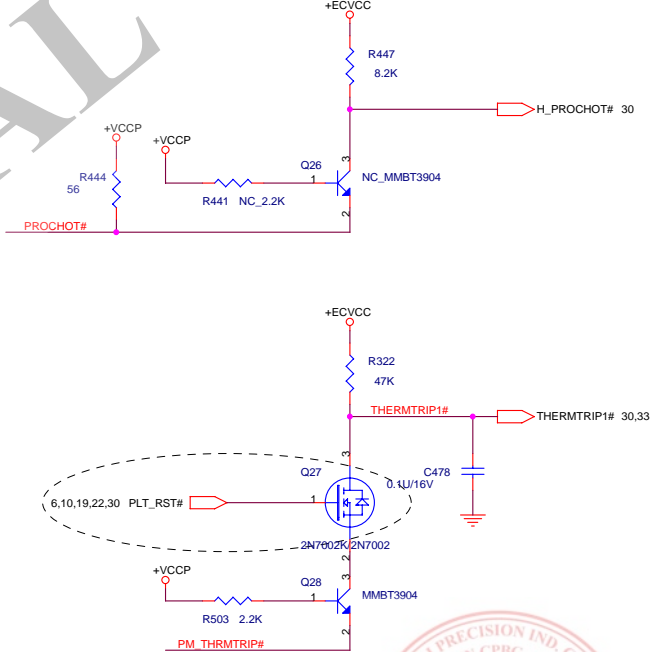 +ECVCC
R447
8.2K
H_PROCHOT# 30
+VCCP
+VCCP
Q26
3
NC_MMBT3904
R444
56
1
R441 NC_2.2K
2
PROCHOT#
+ECVCC
R322
47K
THERMTRIP1#
THERMTRIP1# 30,33
3
Q27
C478
0.1U/16V
6,10,19,22,30 PLT_RST#
1
2N7002K/2N7002
2
+VCCP
3
Q28
MMBT3904
1
R503 2.2K
2
PM_THRMTRIP#
PRECISION IND.